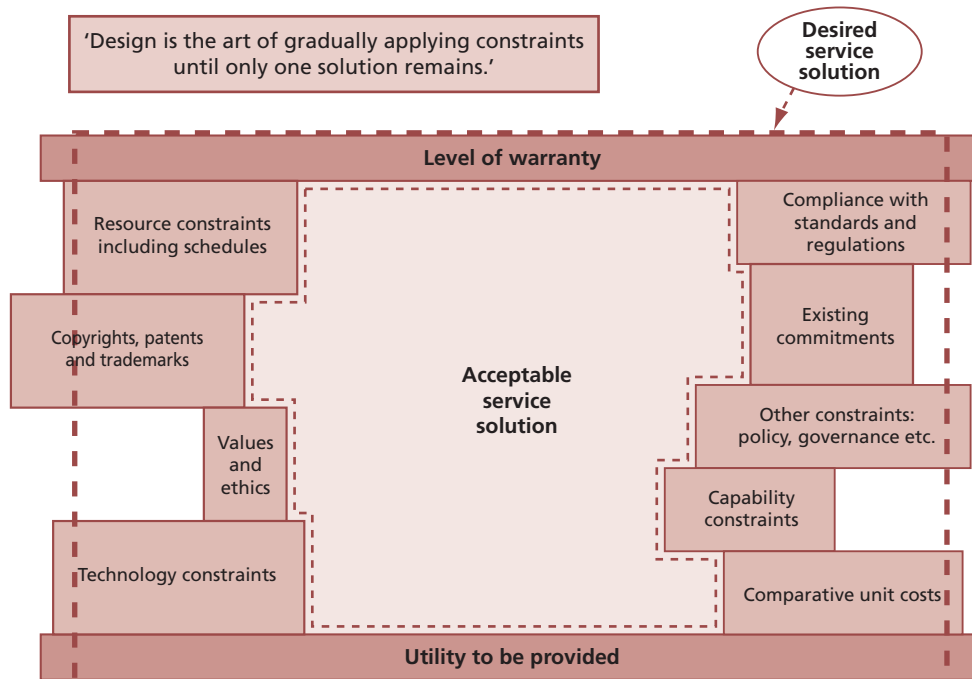 ‘Design is the art of gradually applying constraints
until only one solution remains.’
Desired
service
solution
Level of warranty
Resource constraints
including schedules
Copyrights, patents
and trademarks
Values
and
ethics
Technology constraints
Acceptable
service
solution
Compliance with
standards and
regulations
Existing
commitments
Other constraints:
policy, governance etc.
Capability
constraints
Comparative unit costs
Utility to be provided